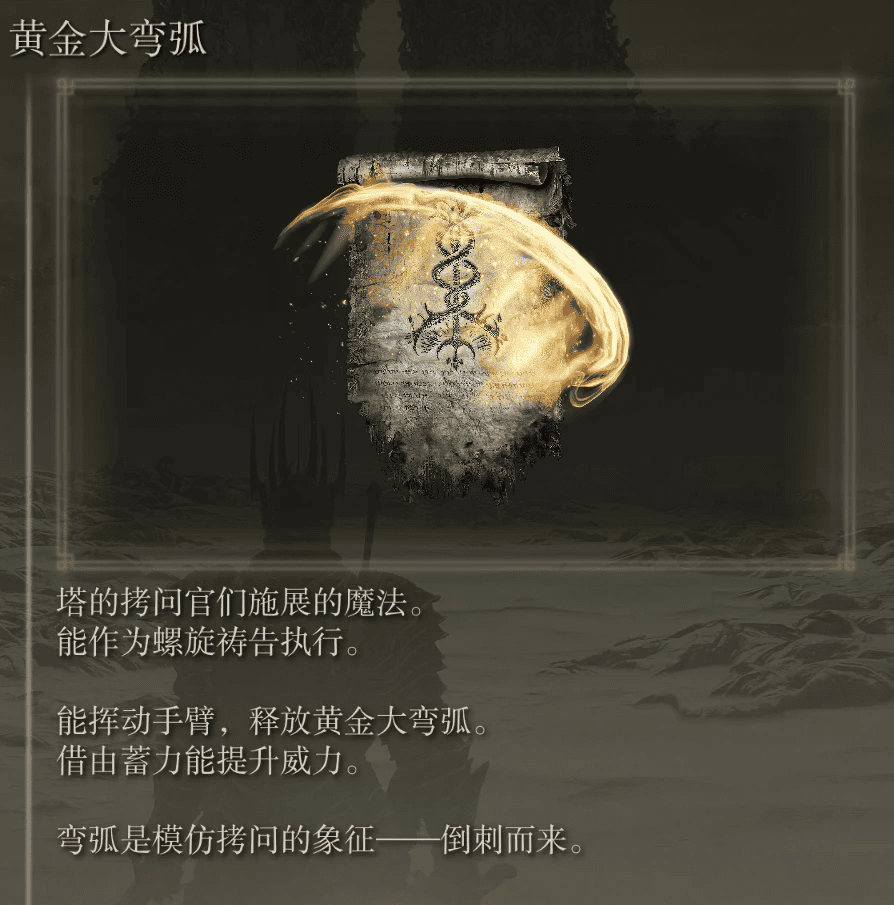 黄金大弯弧
塔的拷问官们施展的魔法。
能作为螺旋祷告执行。
能挥动手臂，释放黄金大弯弧。
借由蓄力能提升威力。
弯弧是模仿拷问的象征——倒刺而来。